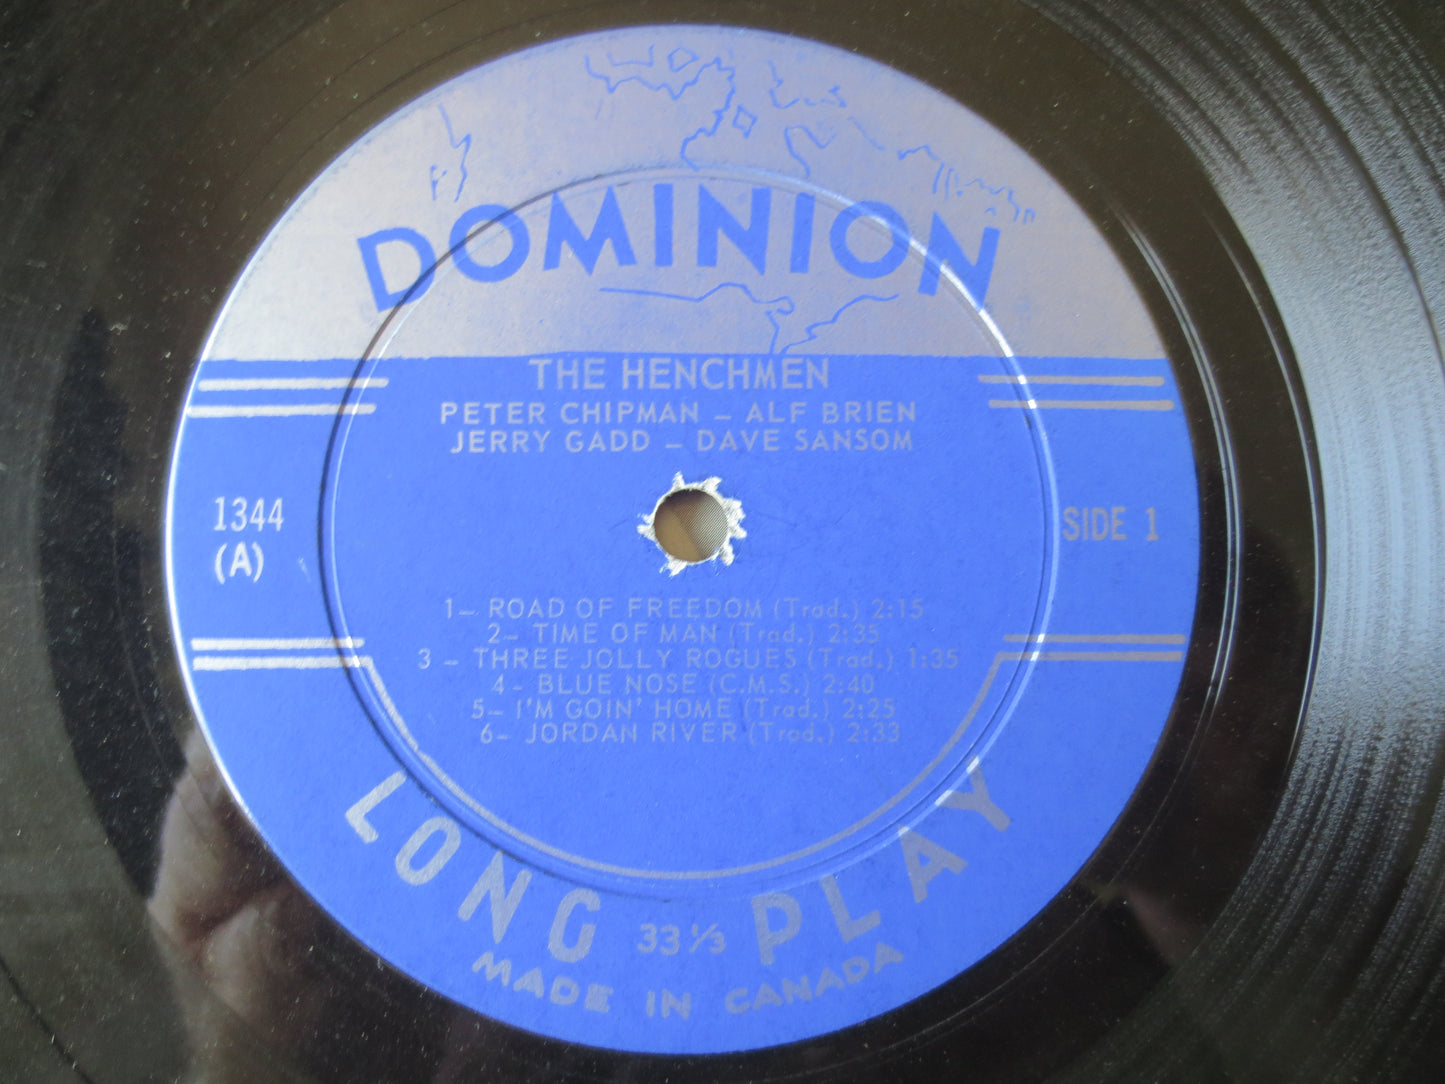 DOMINION
THE HENCHMEN
PETER CHIPMAN – ALF BRIEN
JERRY GADD – DAVE SANSOM
1344
(A)
SIDE 1
1– ROAD OF FREEDOM (Trad.) 2:15
2– TIME OF MAN (Trad.) 2:35
3 – THREE JOLLY ROGUES (Trad.) 1:35
4- BLUE NOSE (C.M.S.) 2:40
5– I'M GOIN' HOME (Trad.) 2:25
6– JORDAN RIVER (Trad.) 2:33
LONG 33⅓ PLAY
MADE IN CANADA